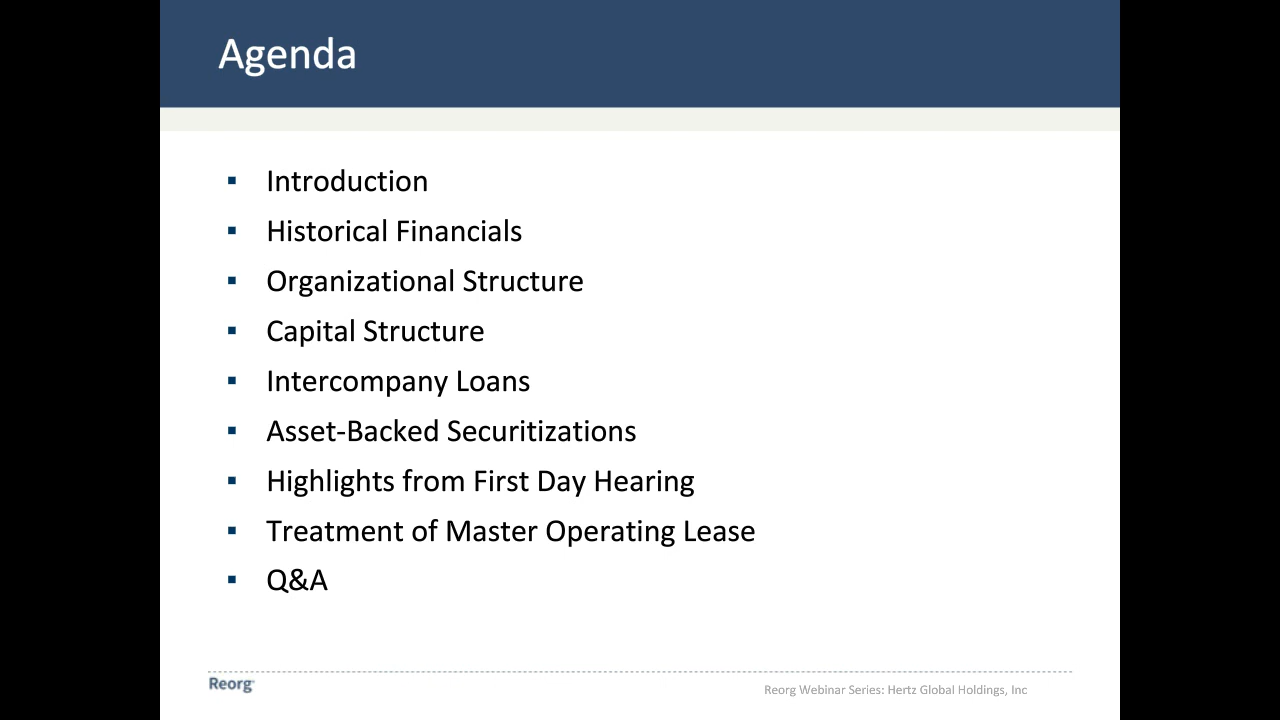 Agenda
▪ Introduction
▪ Historical Financials
▪ Organizational Structure
▪ Capital Structure
▪ Intercompany Loans
▪ Asset-Backed Securitizations
▪ Highlights from First Day Hearing
▪ Treatment of Master Operating Lease
▪ Q&A
Reorg
Reorg Webinar Series: Hertz Global Holdings, Inc